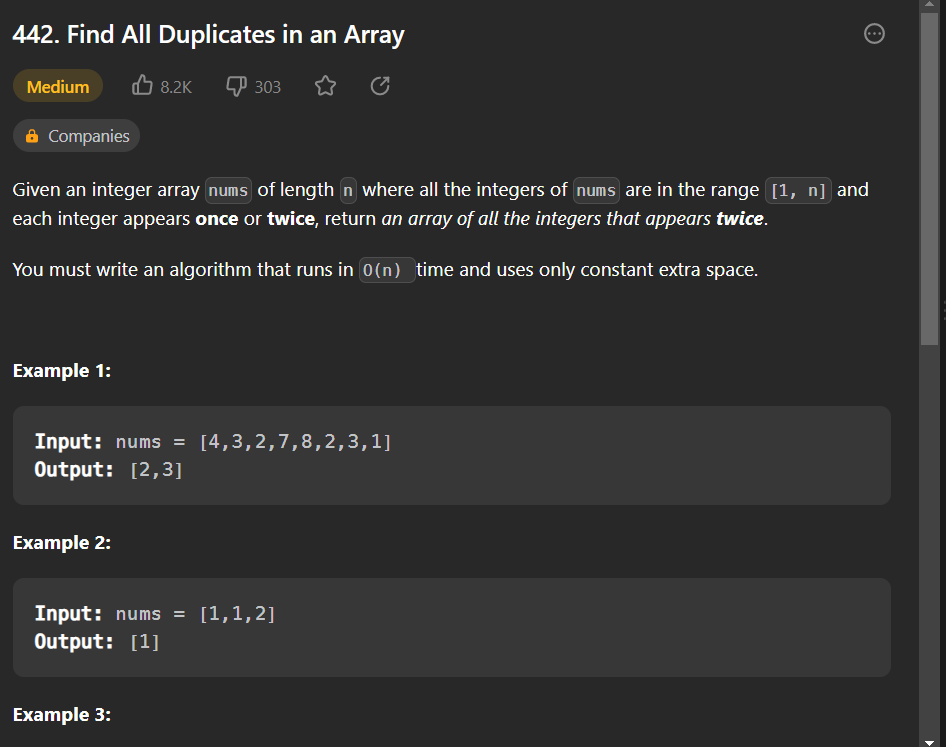 442. Find All Duplicates in an Array
Medium 8.2K 303
Companies
Given an integer array nums of length n where all the integers of nums are in the range [1, n] and
each integer appears once or twice, return an array of all the integers that appears twice.
You must write an algorithm that runs in O(n) time and uses only constant extra space.
Example 1:
Input: nums = [4,3,2,7,8,2,3,1]
Output: [2,3]
Example 2:
Input: nums = [1,1,2]
Output: [1]
Example 3: